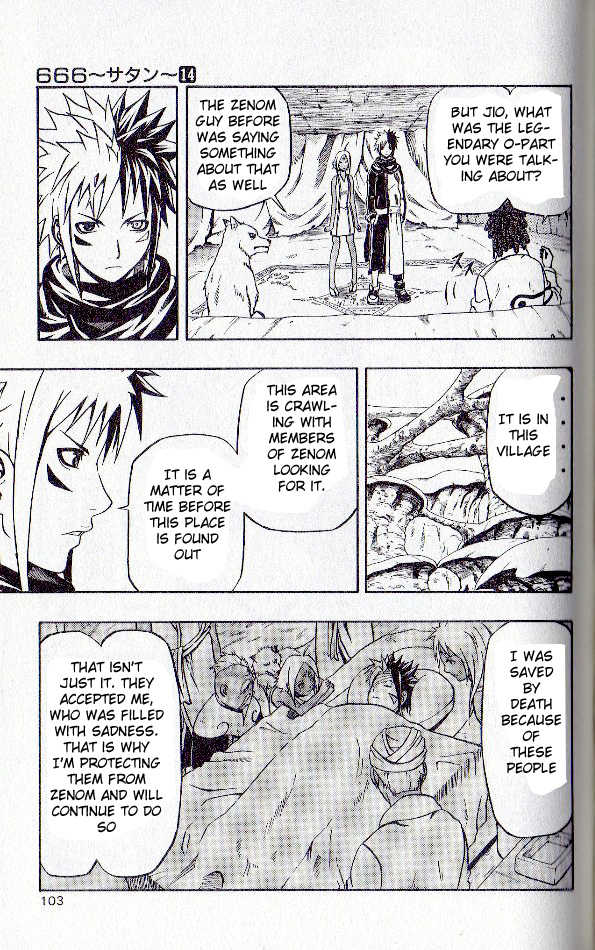 666～サタン～14
BUT JIO, WHAT
WAS THE LEG-
ENDARY O-PART
YOU WERE TALK-
ING ABOUT?
THE ZENOM
GUY BEFORE
WAS SAYING
SOMETHING
ABOUT THAT
AS WELL
IT IS IN
THIS
VILLAGE
THIS AREA
IS CRAWL-
ING WITH
MEMBERS
OF ZENOM
LOOKING
FOR IT.
IT IS A
MATTER OF
TIME BEFORE
THIS PLACE
IS FOUND
OUT
I WAS
SAVED
BY
DEATH
BECAUSE
OF
THESE
PEOPLE
THAT ISN'T
JUST IT. THEY
ACCEPTED ME,
WHO WAS FILLED
WITH SADNESS.
THAT IS WHY
I'M PROTECTING
THEM FROM
ZENOM AND WILL
CONTINUE TO DO
SO
103